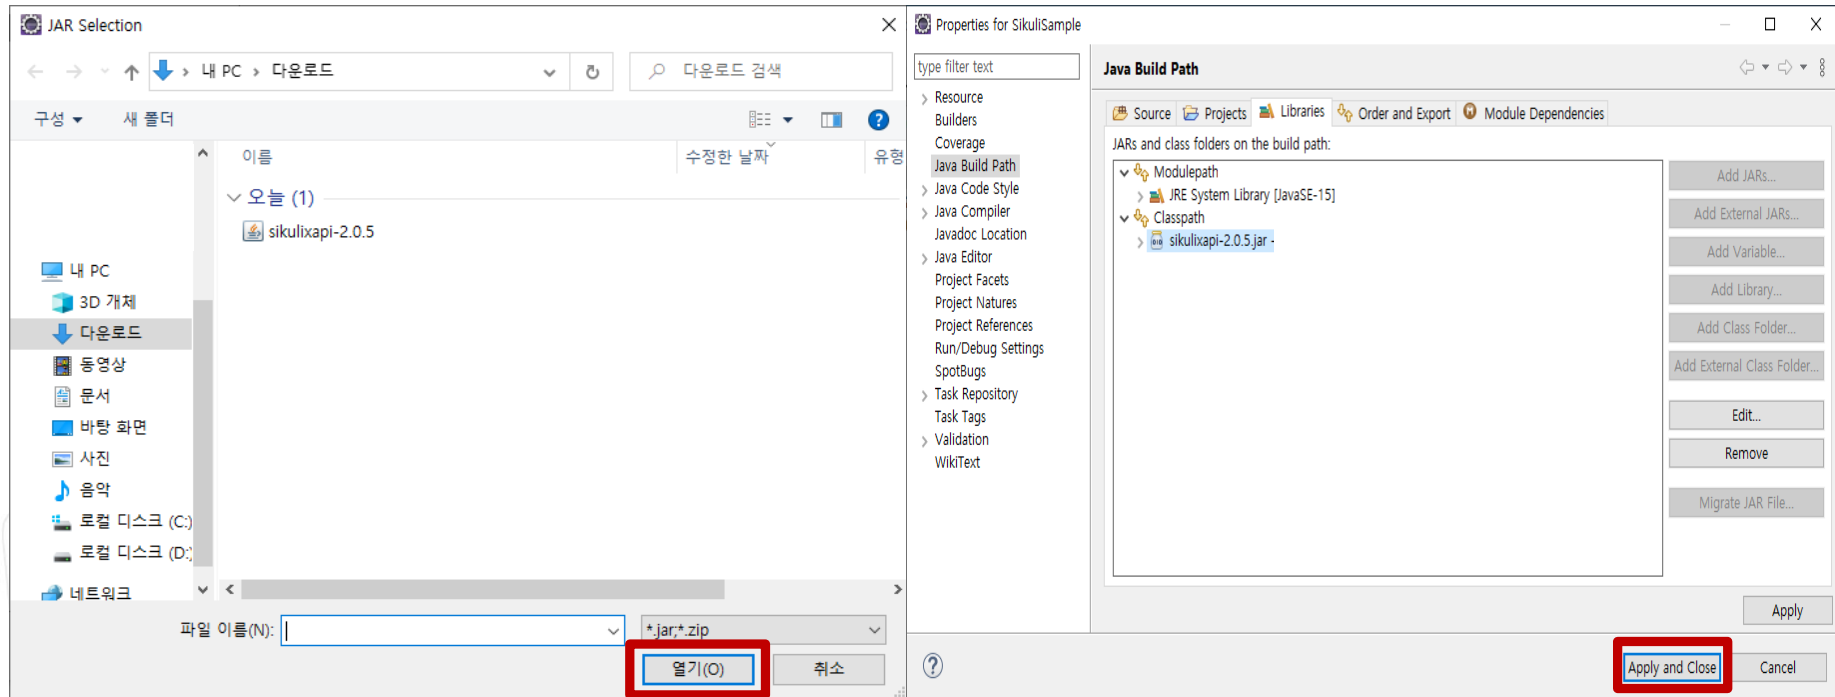 JAR Selection
내 PC › 다운로드
다운로드 검색
구성
새 폴더
이름
수정한 날짜
유형
오늘 (1)
sikulixapi-2.0.5
내 PC
3D 개체
다운로드
동영상
문서
바탕 화면
사진
음악
로컬 디스크 (C:)
로컬 디스크 (D:)
네트워크
파일 이름(N):
*.jar;*.zip
열기(O)
취소
Properties for SikuliSample
type filter text
Resource
Builders
Coverage
Java Build Path
Java Code Style
Java Compiler
Javadoc Location
Java Editor
Project Facets
Project Natures
Project References
Run/Debug Settings
SpotBugs
Task Repository
Task Tags
Validation
WikiText
Java Build Path
Source
Projects
Libraries
Order and Export
Module Dependencies
JARs and class folders on the build path:
Modulepath
JRE System Library [JavaSE-15]
Classpath
sikulixapi-2.0.5.jar -
Add JARs...
Add External JARs...
Add Variable...
Add Library...
Add Class Folder...
Add External Class Folder...
Edit...
Remove
Migrate JAR File...
Apply
Apply and Close
Cancel